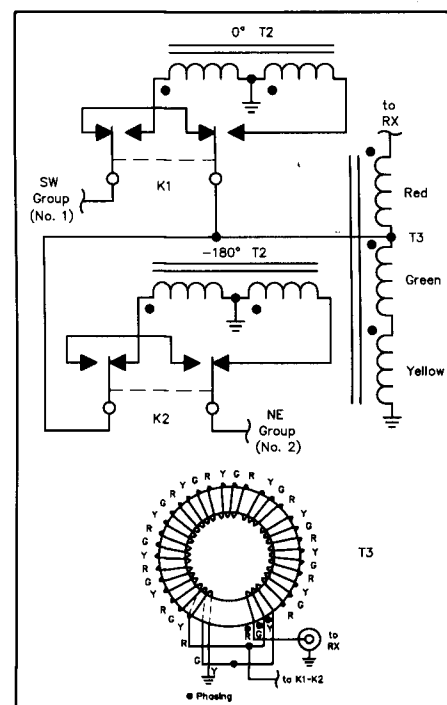 0° T2
to
RX
Red
SW
Group
(No. 1)
K1
T3
-180° T2
Green
Yellow
K2
NE
Group
(No. 2)
T3
R
G
Y
R G Y
to
RX
to K1-K2
Phasing